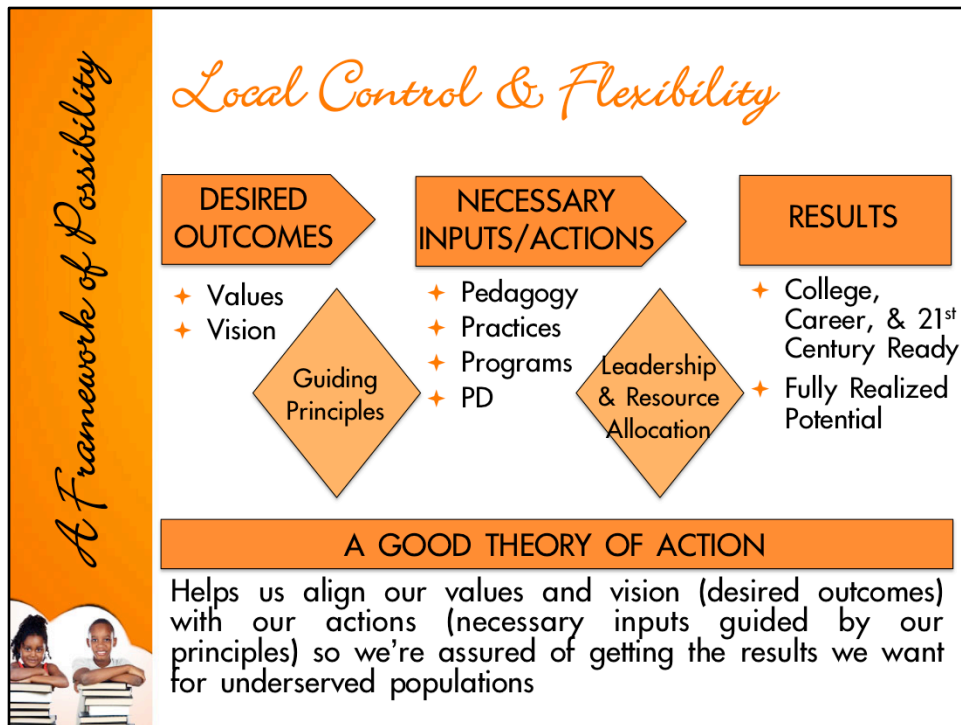 A Framework of Possibility
Local Control & Flexibility
DESIRED
OUTCOMES
Values
Vision
Guiding
Principles
NECESSARY
INPUTS/ACTIONS
Pedagogy
Practices
Programs
PD
Leadership
& Resource
Allocation
RESULTS
College,
Career, & 21st
Century Ready
Fully Realized
Potential
A GOOD THEORY OF ACTION
Helps us align our values and vision (desired outcomes)
with our actions (necessary inputs guided by our
principles) so we're assured of getting the results we want
for underserved populations